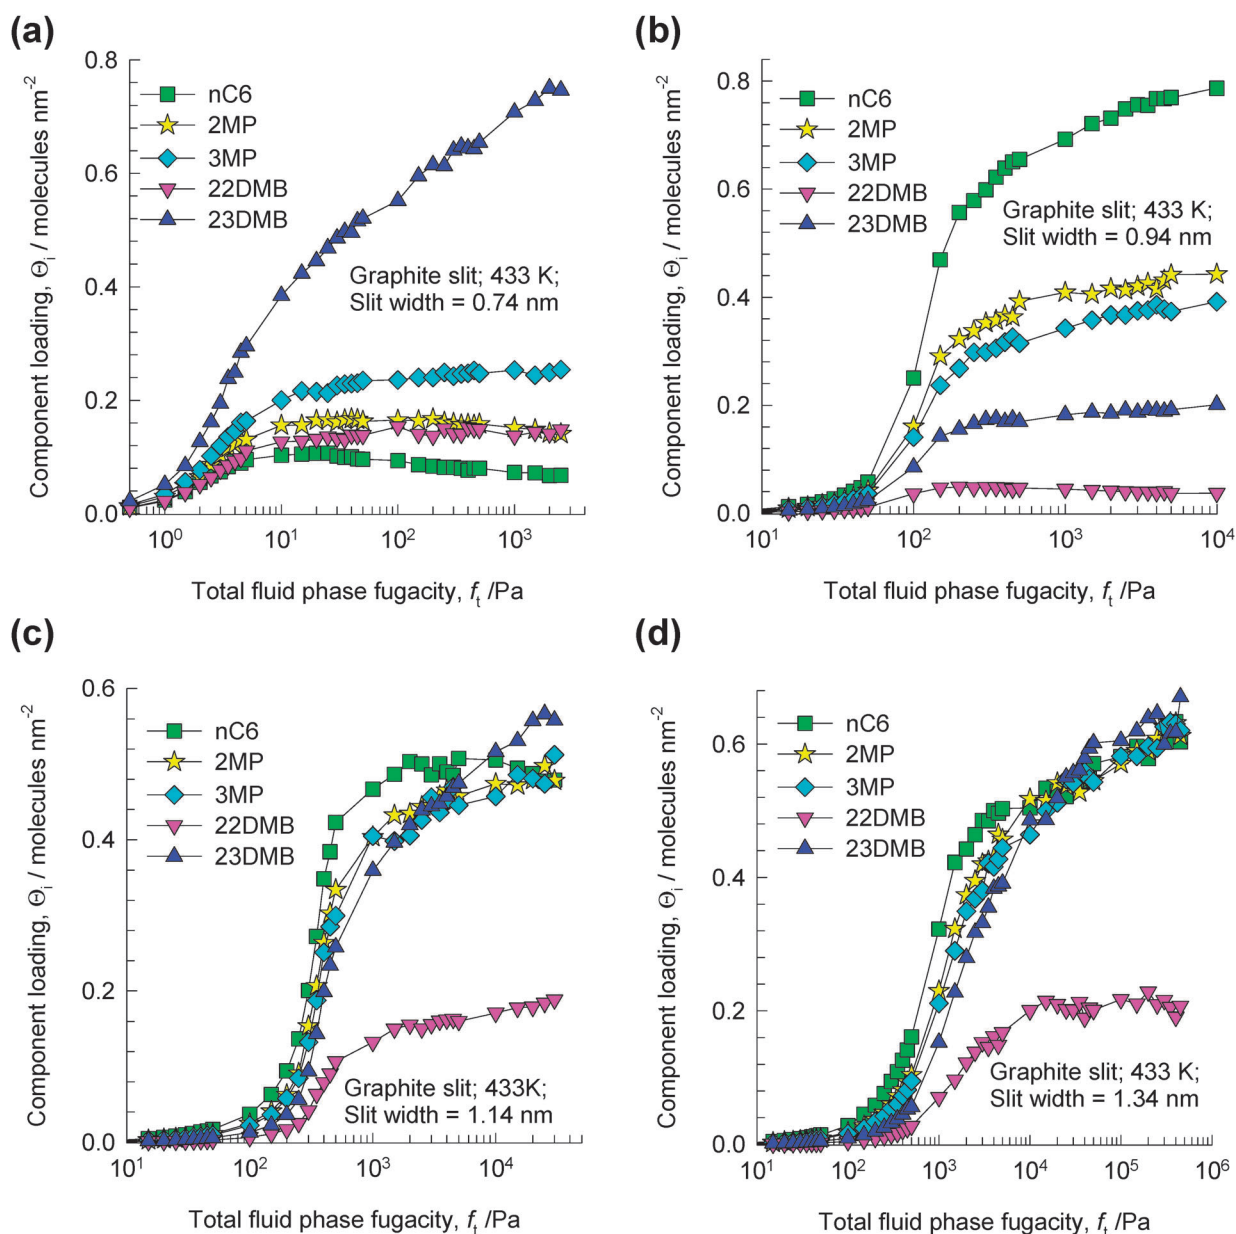 (a)
Component loading, Θi / molecules nm-2
0.8
0.6
0.4
0.2
0.0
nC6
2MP
3MP
22DMB
23DMB
Graphite slit; 433 K;
Slit width = 0.74 nm
10^0 10^1 10^2 10^3
Total fluid phase fugacity, ft /Pa
(b)
Component loading, Θi / molecules nm-2
0.8
0.6
0.4
0.2
0.0
nC6
2MP
3MP
22DMB
23DMB
Graphite slit; 433 K;
Slit width = 0.94 nm
10^1 10^2 10^3 10^4
Total fluid phase fugacity, ft /Pa
(c)
Component loading, Θi / molecules nm-2
0.6
0.4
0.2
0.0
nC6
2MP
3MP
22DMB
23DMB
Graphite slit; 433K;
Slit width = 1.14 nm
10^1 10^2 10^3 10^4
Total fluid phase fugacity, ft /Pa
(d)
Component loading, Θi / molecules nm-2
0.6
0.4
0.2
0.0
nC6
2MP
3MP
22DMB
23DMB
Graphite slit; 433 K;
Slit width = 1.34 nm
10^1 10^2 10^3 10^4 10^5 10^6
Total fluid phase fugacity, ft /Pa